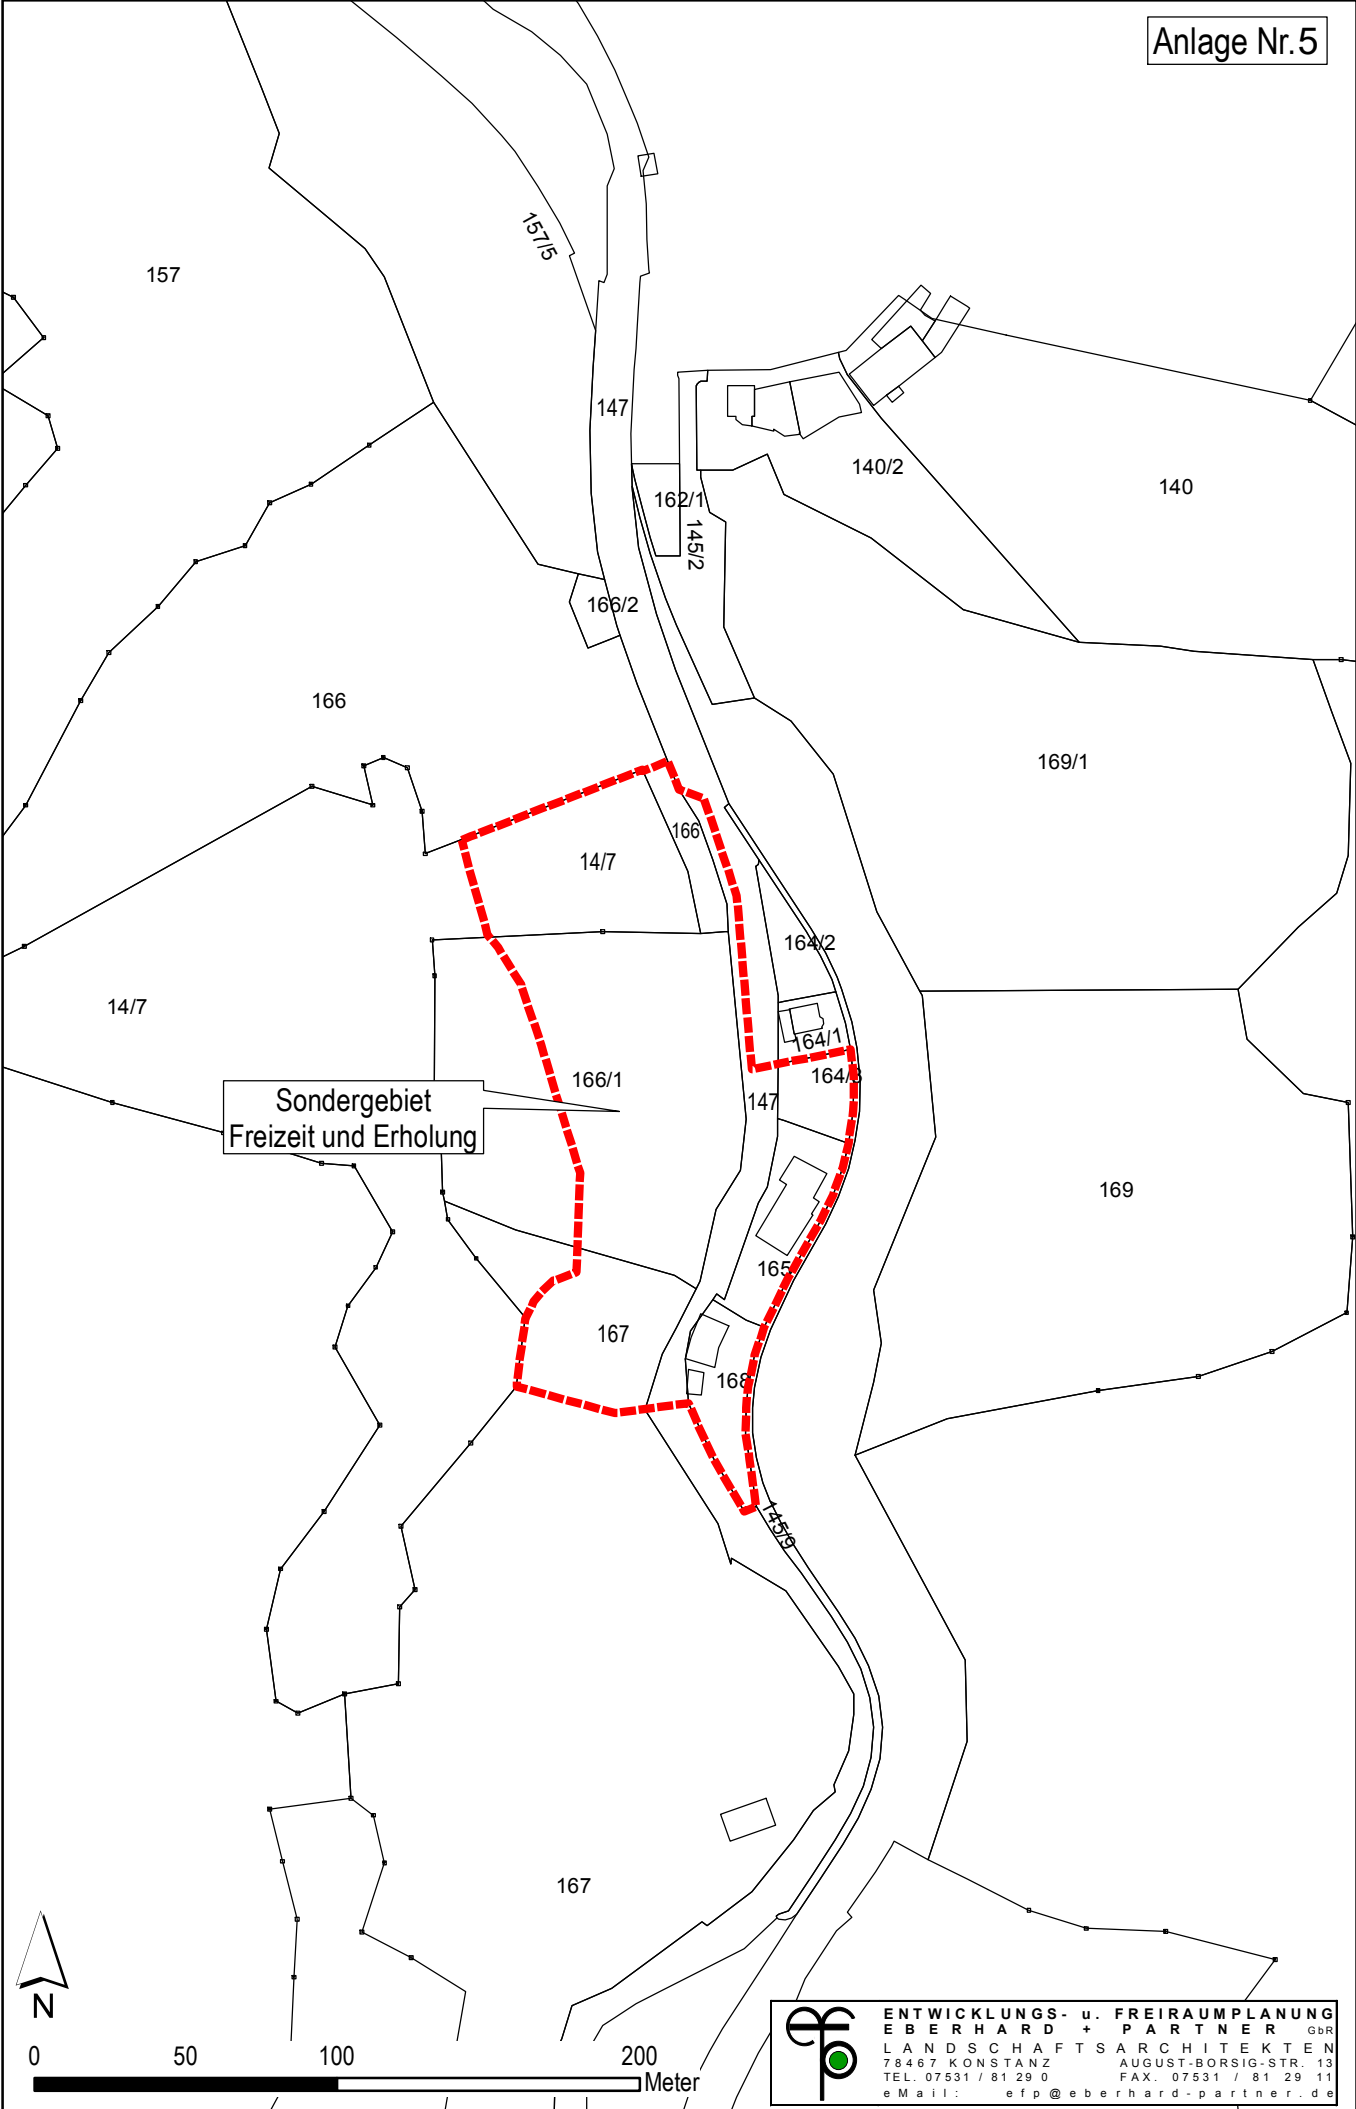 Anlage Nr.5
157/5
157
147
140/2
140
162/1
145/2
166/2
166
169/1
166
14/7
164/2
14/7
164/1
164/3
166/1
147
Sondergebiet
Freizeit und Erholung
169
165
167
168
145/9
167
N
0 50 100 200
Meter
efp
ENTWICKLUNGS- u. FREIRAUMPLANUNG
EBERHARD + PARTNER GbR
LANDSCHAFTSARCHITEKTEN
78467 KONSTANZ AUGUST-BORSIG-STR. 13
TEL. 07531 / 81 29 0 FAX. 07531 / 81 29 11
eMail: efp@eberhard-partner.de